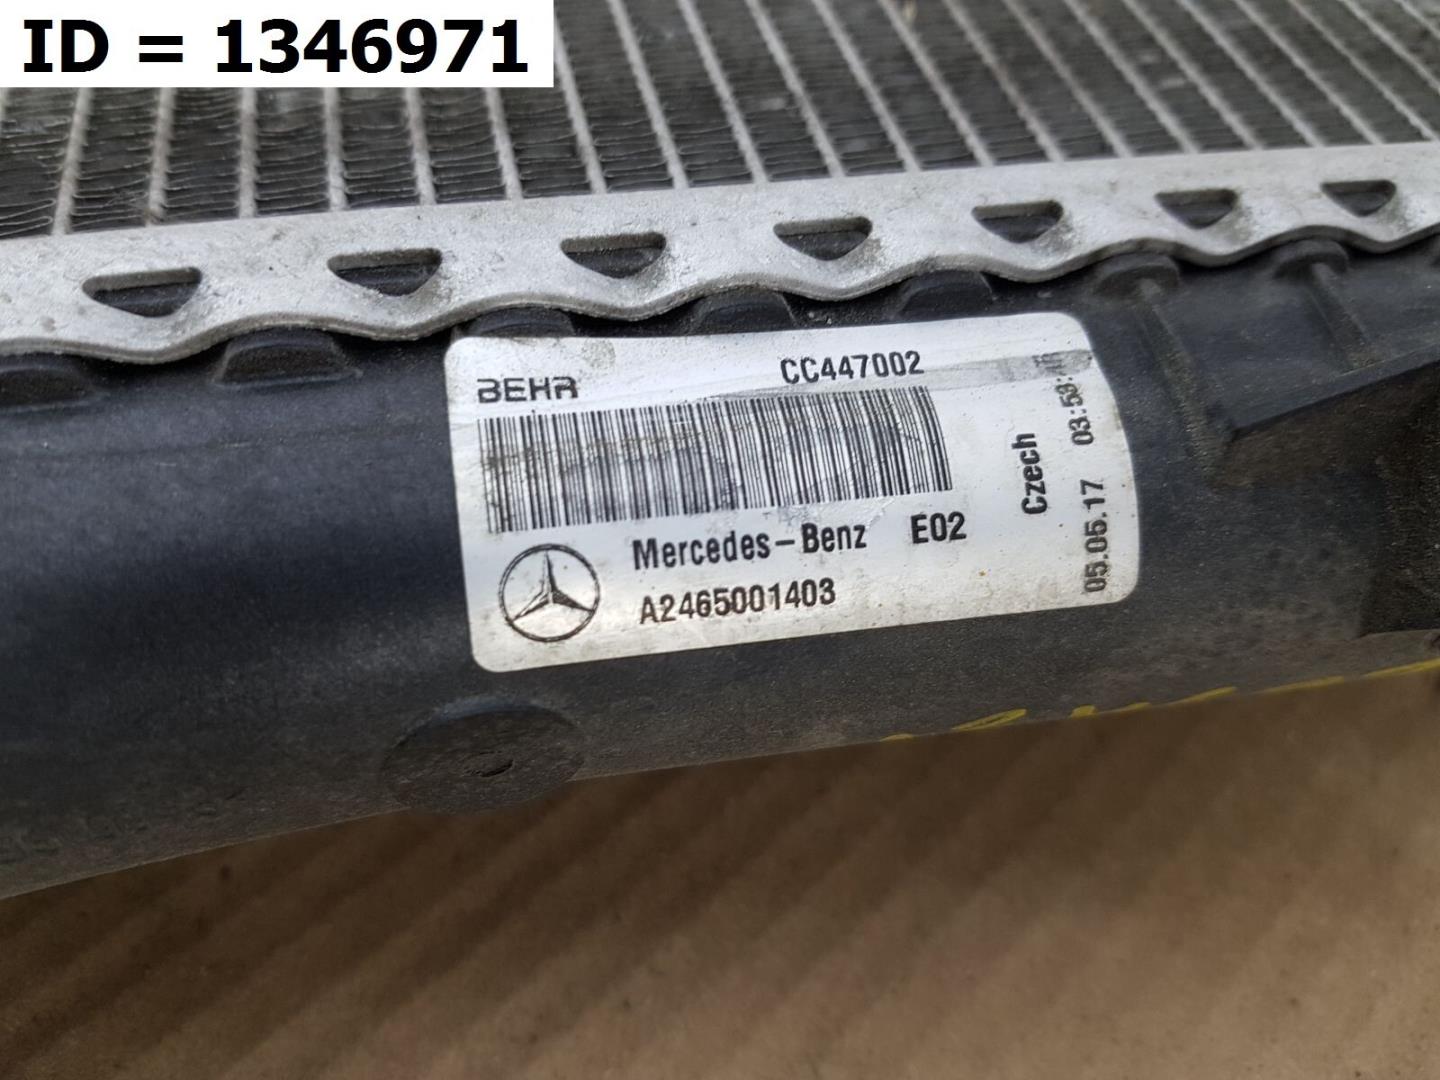 ID = 1346971
BEHR
CC447002
Mercedes-Benz E02
A2465001403
Czech
05.05.17